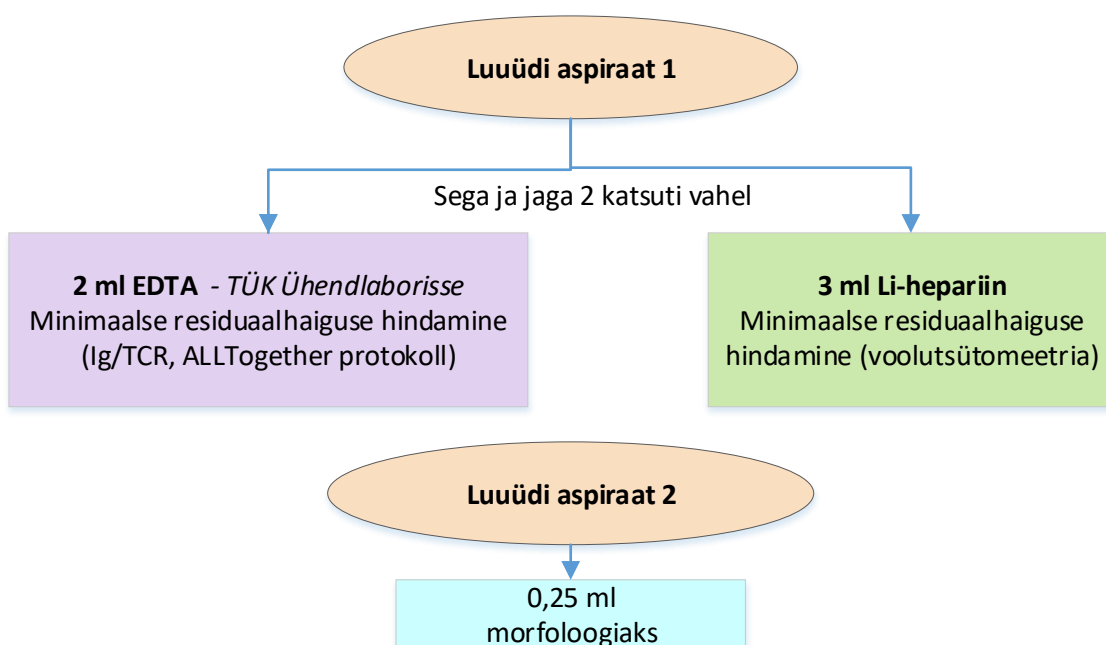 Luuüdi aspiraat 1
Sega ja jaga 2 katsuti vahel
2 ml EDTA - TÜK Ühendlaborisse
Minimaalse residuaalhaiguse hindamine
(Ig/TCR, ALLTogether protokoll)
3 ml Li-hepariin
Minimaalse residuaalhaiguse
hindamine (voolutsütomeetria)
Luuüdi aspiraat 2
0,25 ml
morfoloogiaks